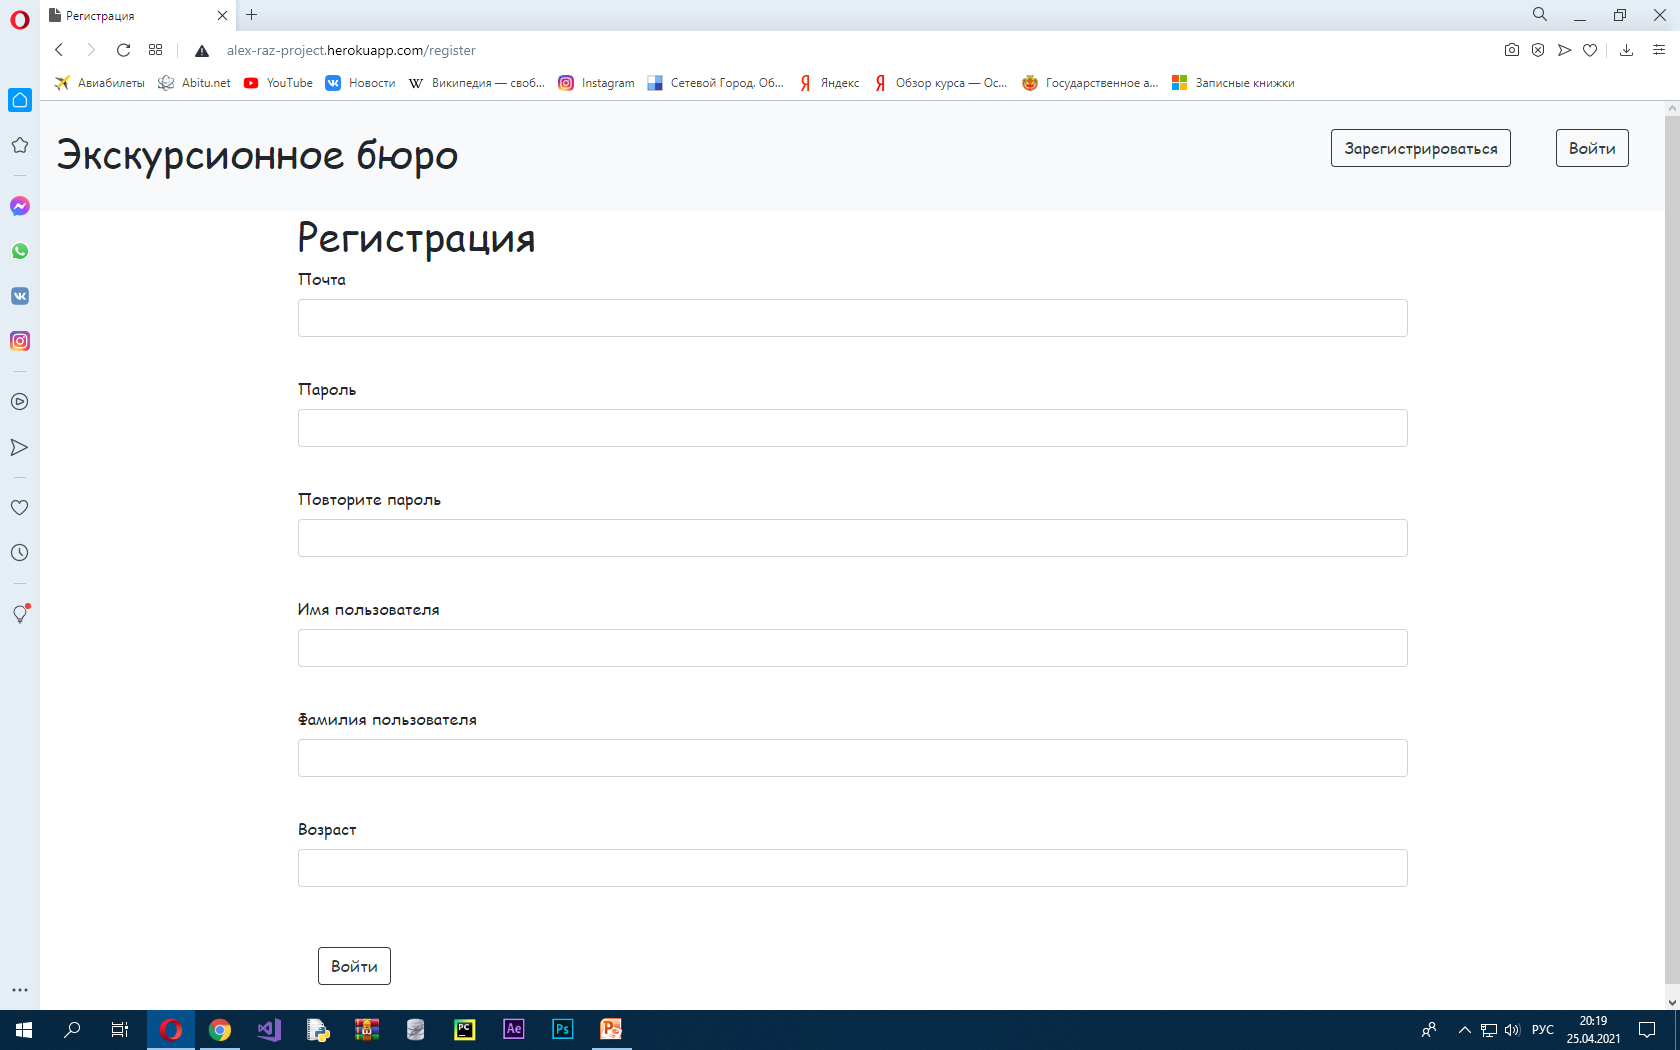 Регистрация
alex-raz-project.herokuapp.com/register
Авиабилеты Abitu.net YouTube Новости Википедия — своб... Instagram Сетевой Город. Об... Яндекс Обзор курса — Ос... Государственное а... Записные книжки
Экскурсионное бюро
Зарегистрироваться
Войти
Регистрация
Почта
Пароль
Повторите пароль
Имя пользователя
Фамилия пользователя
Возраст
Войти
РУС
20:19
25.04.2021